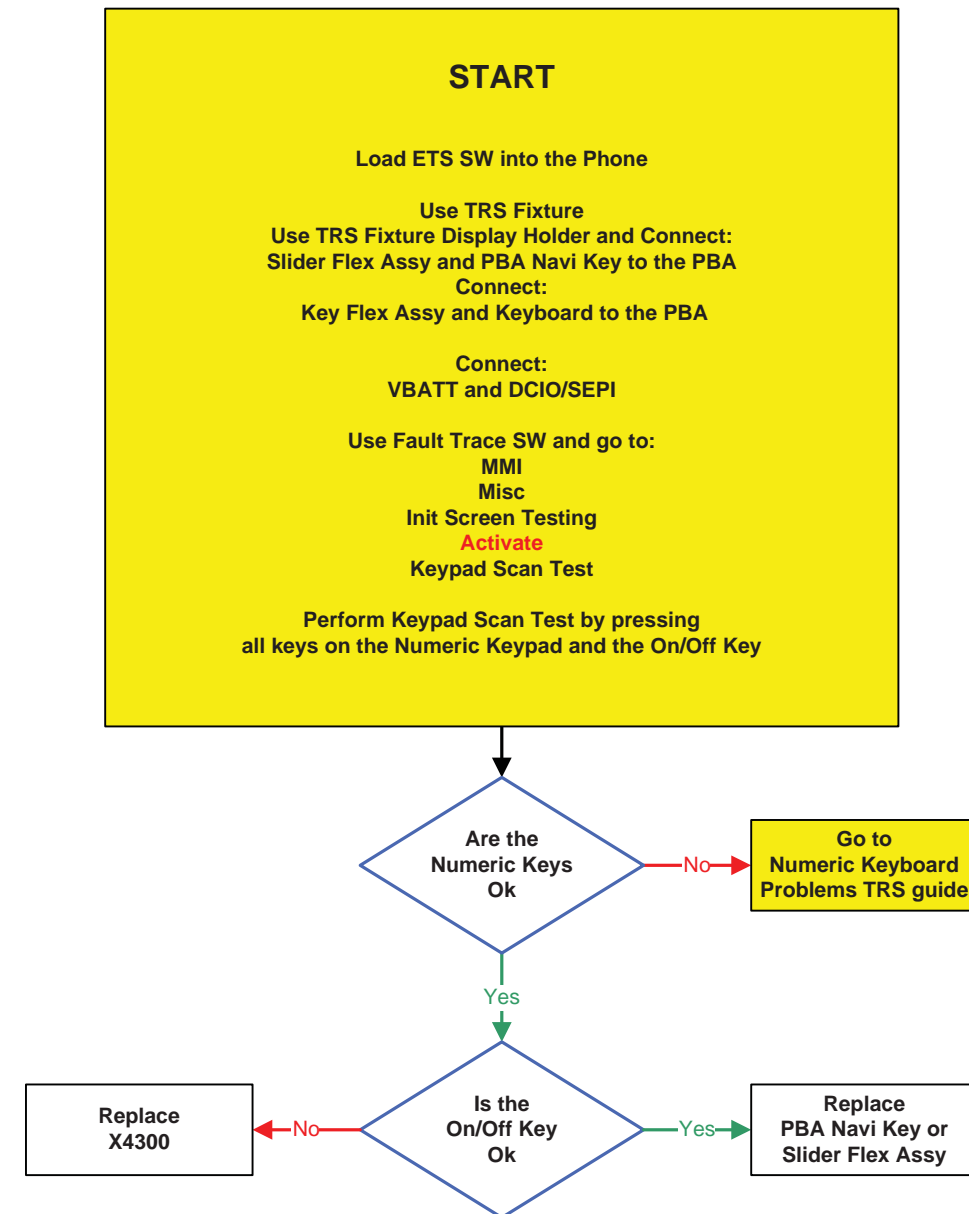 START
Load ETS SW into the Phone
Use TRS Fixture
Use TRS Fixture Display Holder and Connect:
Slider Flex Assy and PBA Navi Key to the PBA
Connect:
Key Flex Assy and Keyboard to the PBA
Connect:
VBATT and DCIO/SEPI
Use Fault Trace SW and go to:
MMI
Misc
Init Screen Testing
Activate
Keypad Scan Test
Perform Keypad Scan Test by pressing
all keys on the Numeric Keypad and the On/Off Key
Are the
Numeric Keys
Ok
No
Go to
Numeric Keyboard
Problems TRS guide
Yes
Replace
X4300
No
Is the
On/Off Key
Ok
Yes
Replace
PBA Navi Key or
Slider Flex Assy